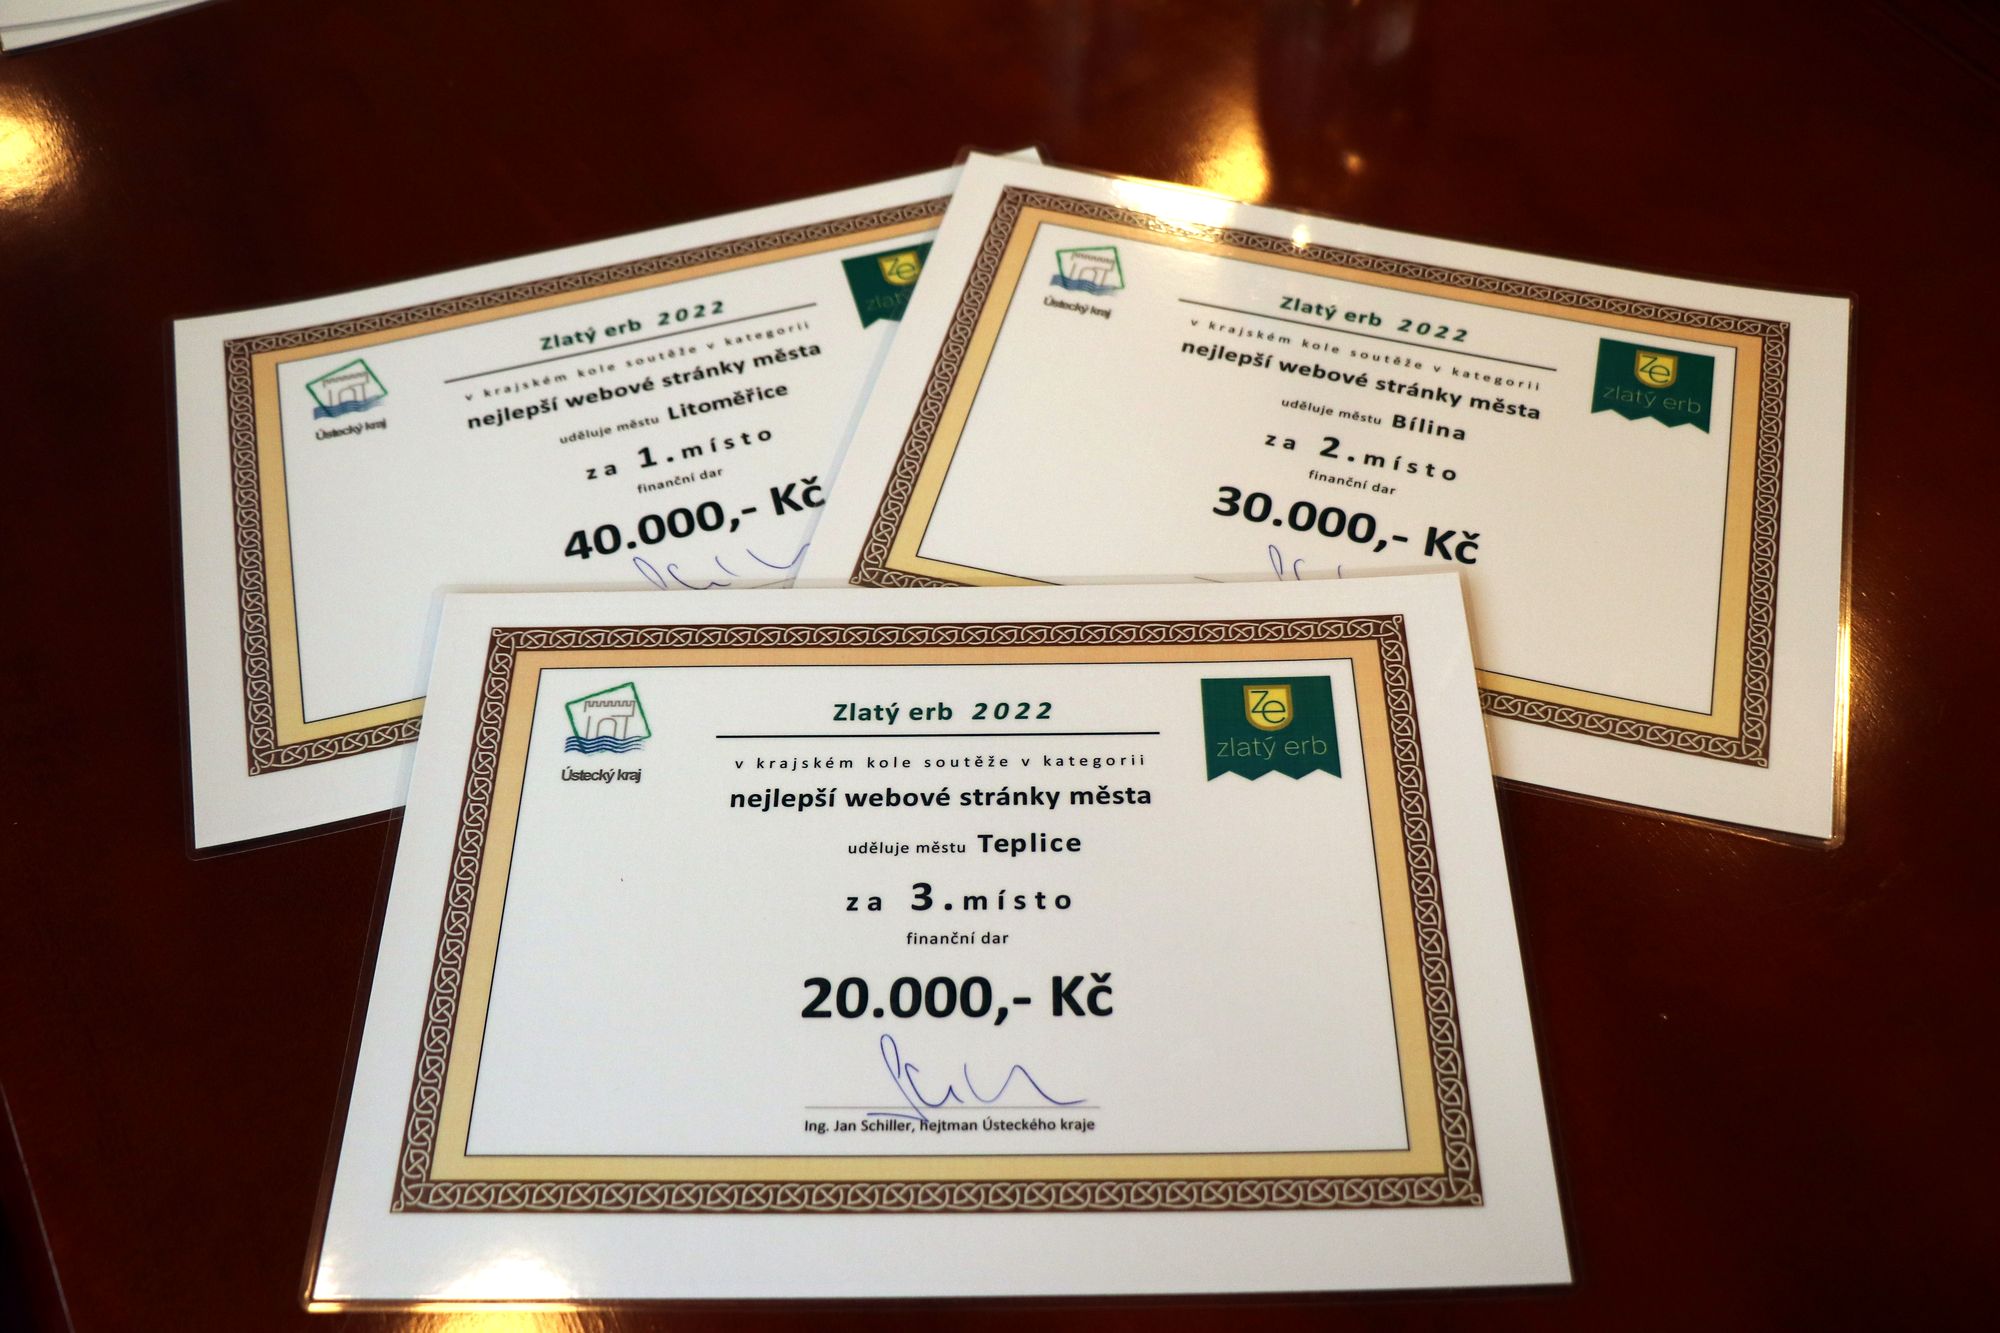 Ústecký kraj
Zlatý erb 2022
v krajském kole soutěže v kategorii
nejlepší webové stránky města
uděluje městu Litoměřice
za 1. místo
finanční dar
40.000,- Kč
Ze
Ústecký kraj
Zlatý erb 2022
v krajském kole soutěže v kategorii
nejlepší webové stránky města
uděluje městu Bílina
za 2. místo
finanční dar
30.000,- Kč
Ze
zlatý erb
Ústecký kraj
Zlatý erb 2022
v krajském kole soutěže v kategorii
nejlepší webové stránky města
uděluje městu Teplice
za 3. místo
finanční dar
20.000,- Kč
Ing. Jan Schiller, hejtman Ústeckého kraje
Ze
zlatý erb